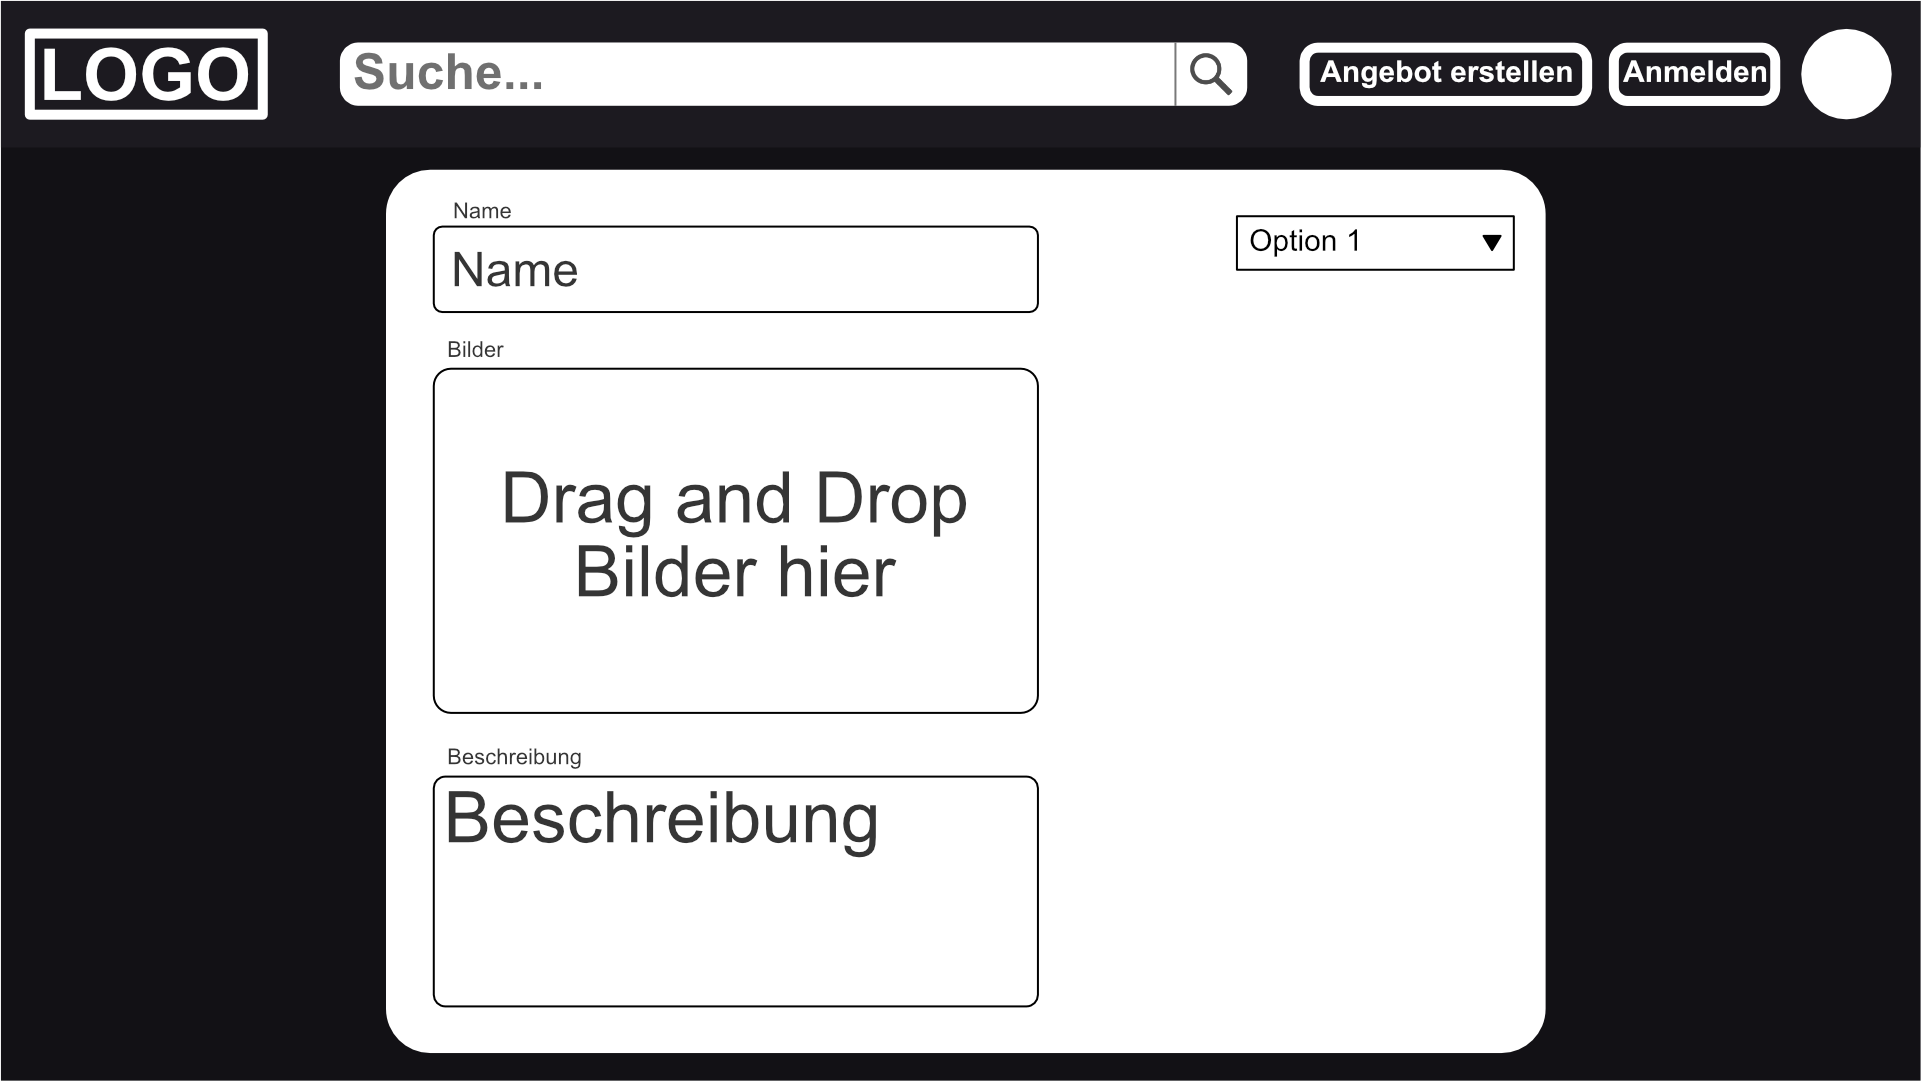 LOGO
Suche...
Angebot erstellen
Anmelden
Name
Name
Option 1
Bilder
Drag and Drop
Bilder hier
Beschreibung
Beschreibung